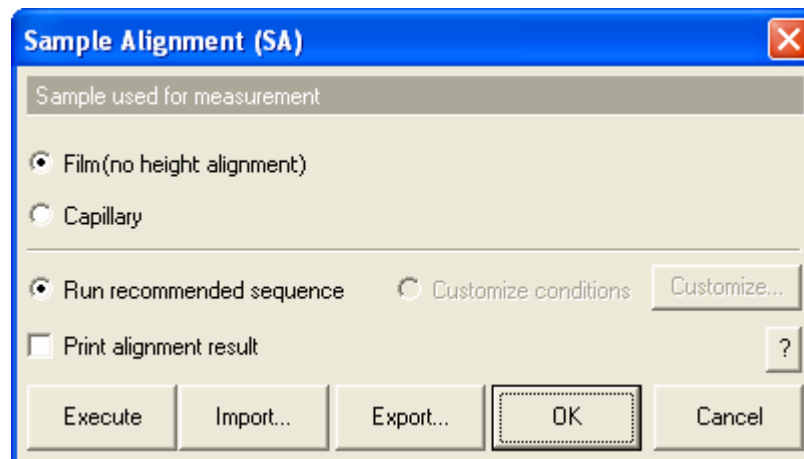 Sample Alignment (SA)
Sample used for measurement
Film(no height alignment)
Capillary
Run recommended sequence Customize conditions Customize...
Print alignment result ?
Execute Import... Export... OK Cancel